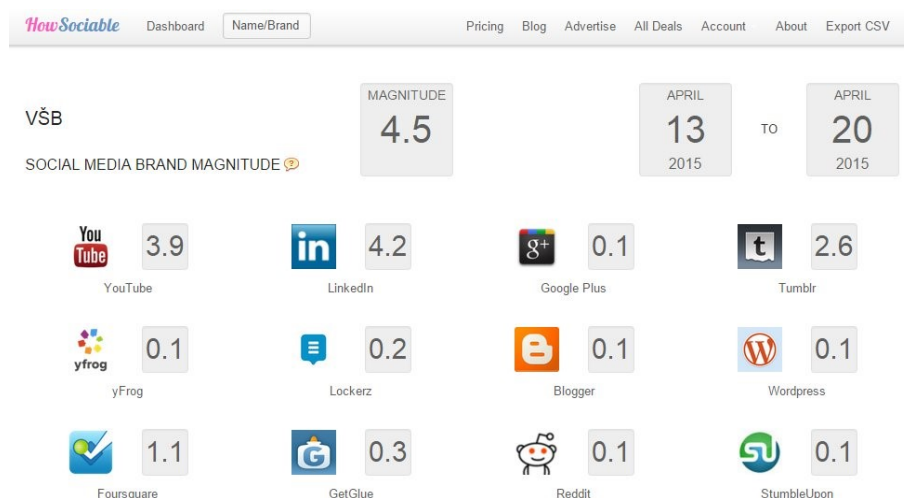 HowSociable Dashboard Name/Brand Pricing Blog Advertise All Deals Account About Export CSV
MAGNITUDE APRIL APRIL
VŠB 4.5 13 TO 20
SOCIAL MEDIA BRAND MAGNITUDE ? 2015 2015
You Tube 3.9 in 4.2 g+ 0.1 t 2.6
YouTube LinkedIn Google Plus Tumblr
yfrog 0.1 0.2 B 0.1 W 0.1
yFrog Lockerz Blogger Wordpress
1.1 G 0.3 0.1 SU 0.1
Foursquare GetGlue Reddit StumbleUpon